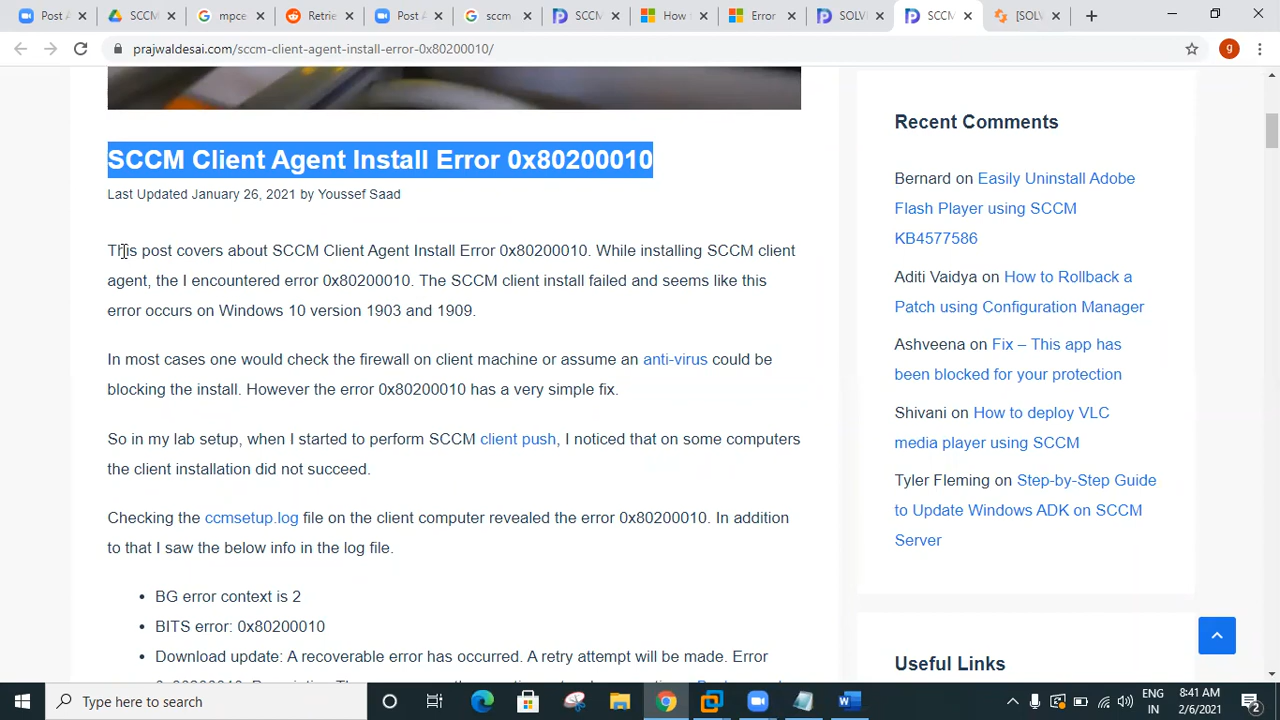 Post A
SCCM
mpce
Retrie
Post A
sccm
SCCM
How
Error
SOLV
SCCM
[SOLV
prajwaldesai.com/sccm-client-agent-install-error-0x80200010/
g
SCCM Client Agent Install Error 0x80200010
Last Updated January 26, 2021 by Youssef Saad
This post covers about SCCM Client Agent Install Error 0x80200010. While installing SCCM client
agent, the I encountered error 0x80200010. The SCCM client install failed and seems like this
error occurs on Windows 10 version 1903 and 1909.
In most cases one would check the firewall on client machine or assume an anti-virus could be
blocking the install. However the error 0x80200010 has a very simple fix.
So in my lab setup, when I started to perform SCCM client push, I noticed that on some computers
the client installation did not succeed.
Checking the ccmsetup.log file on the client computer revealed the error 0x80200010. In addition
to that I saw the below info in the log file.
• BG error context is 2
• BITS error: 0x80200010
• Download update: A recoverable error has occurred. A retry attempt will be made. Error
Recent Comments
Bernard on Easily Uninstall Adobe
Flash Player using SCCM
KB4577586
Aditi Vaidya on How to Rollback a
Patch using Configuration Manager
Ashveena on Fix – This app has
been blocked for your protection
Shivani on How to deploy VLC
media player using SCCM
Tyler Fleming on Step-by-Step Guide
to Update Windows ADK on SCCM
Server
Useful Links
Type here to search
ENG
IN
8:41 AM
2/6/2021
2